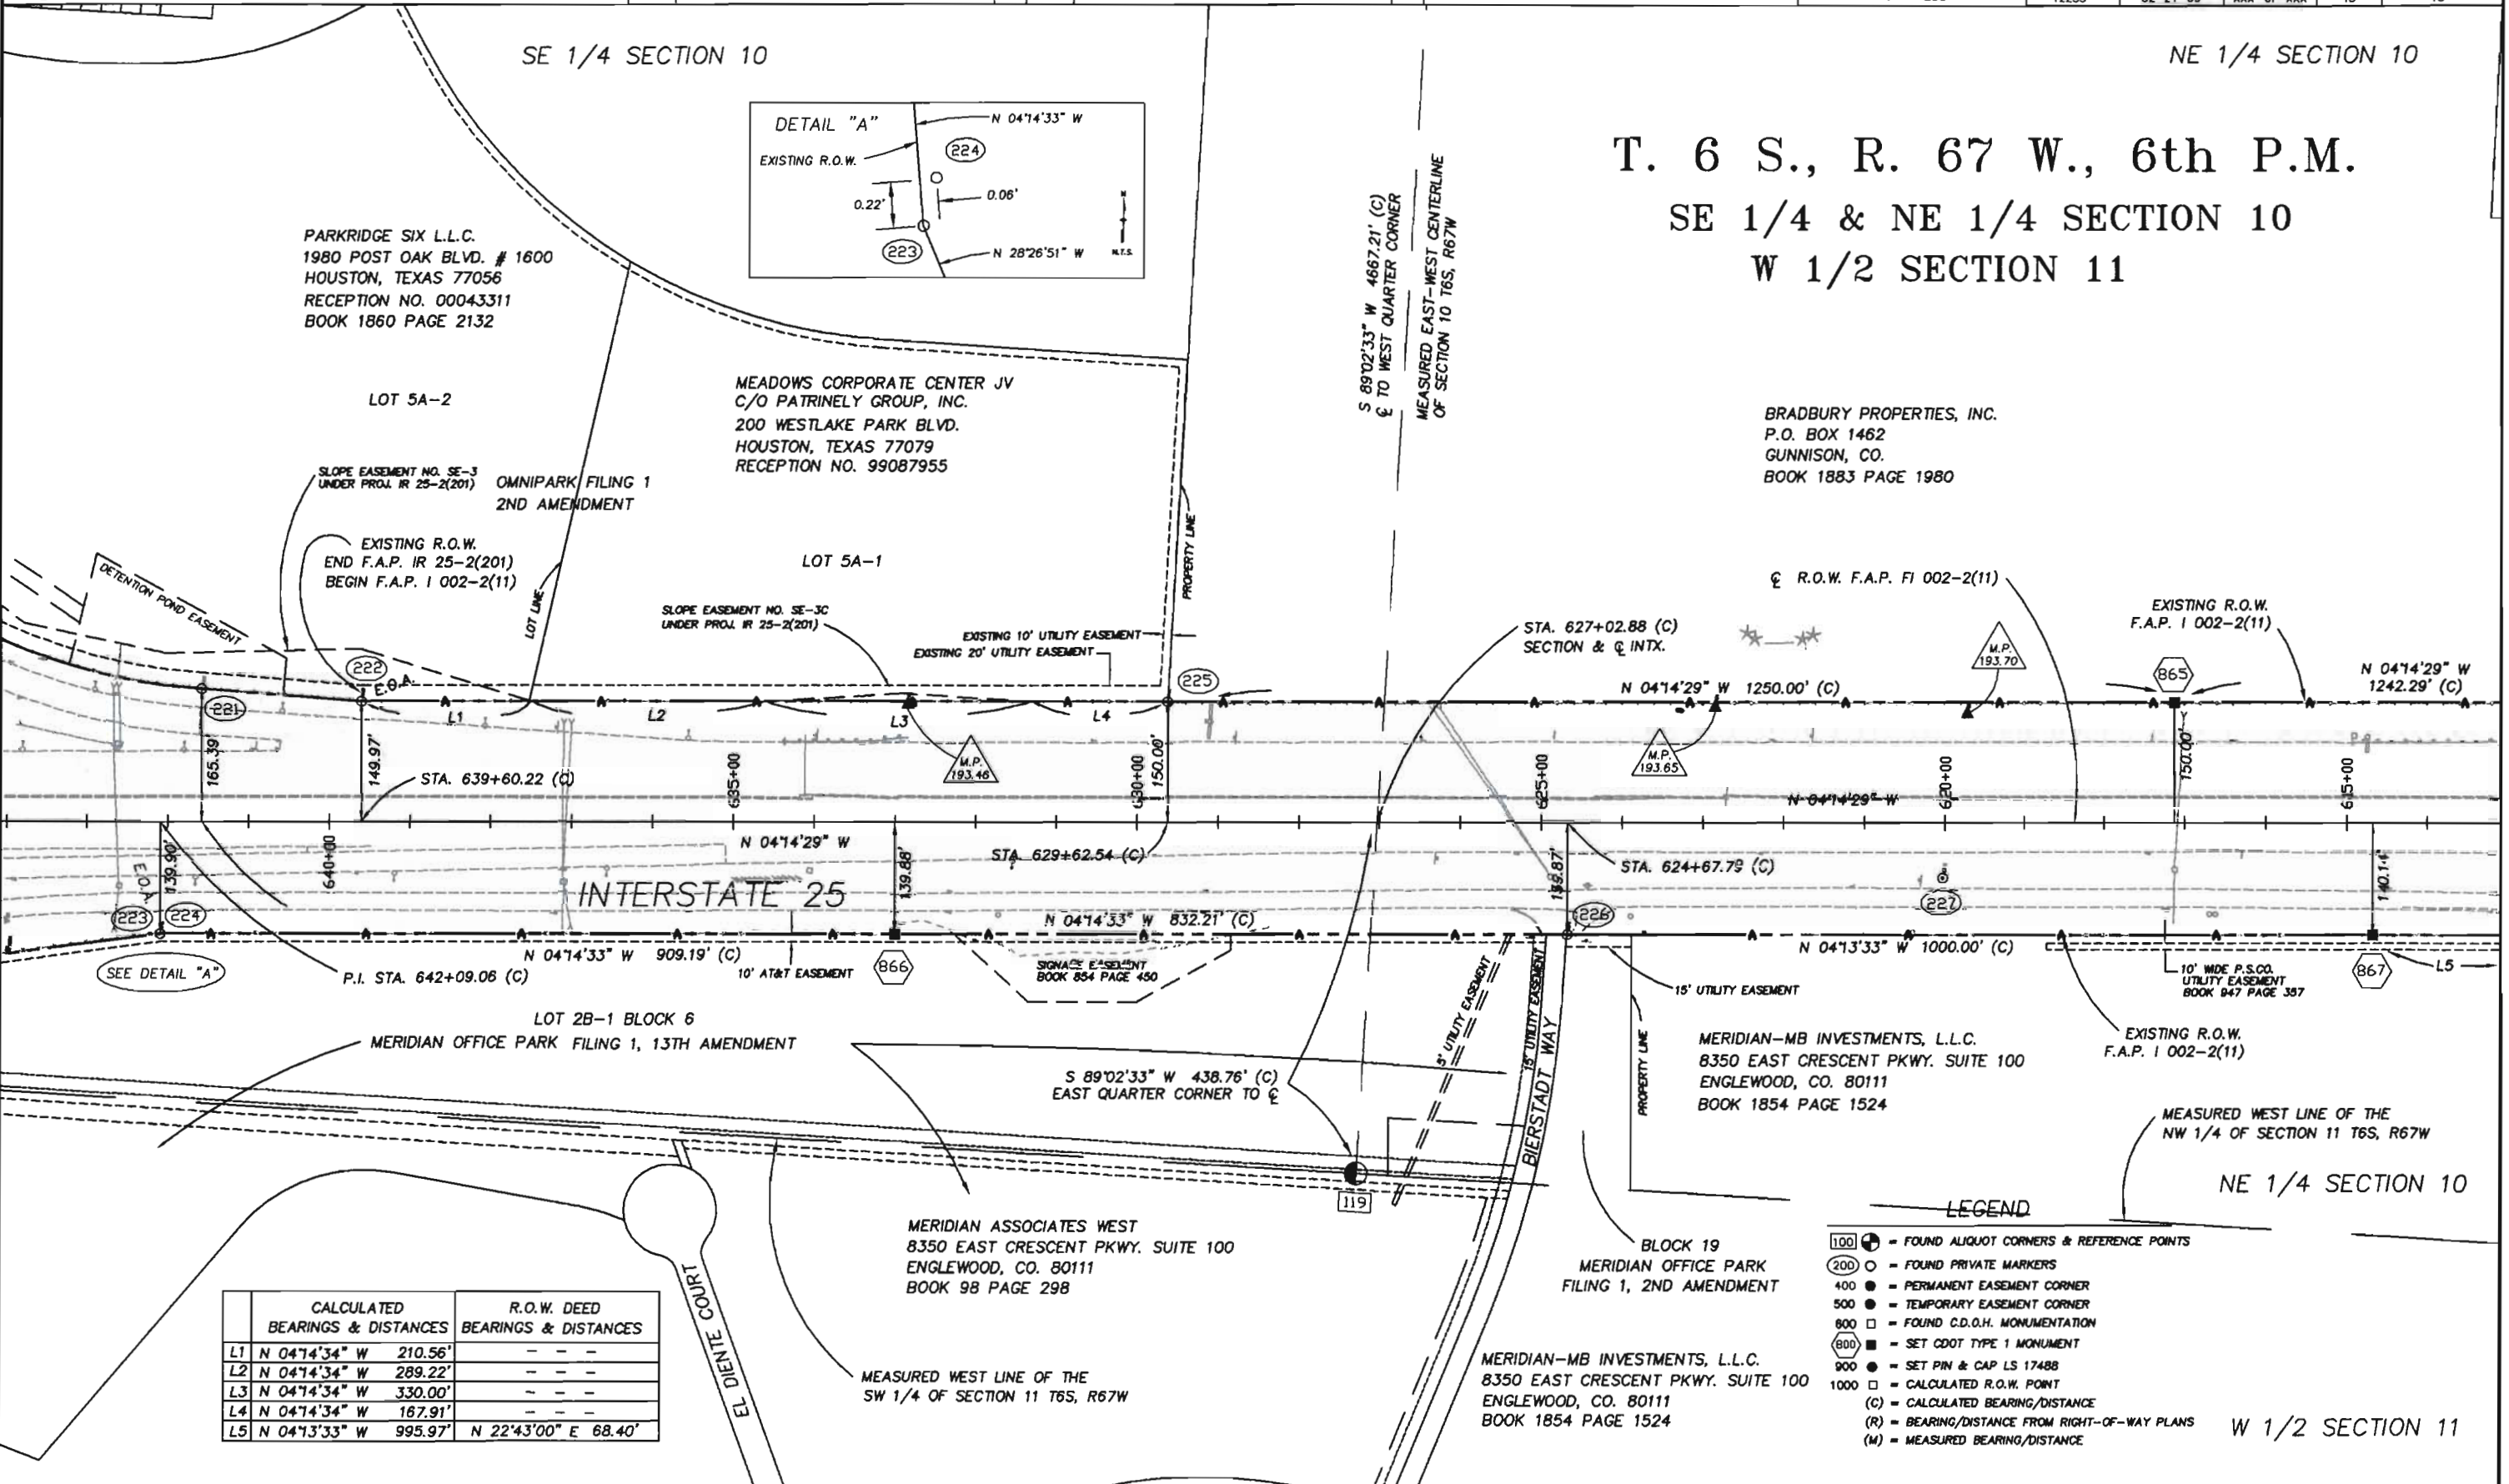 SE 1/4 SECTION 10
NE 1/4 SECTION 10
T. 6 S., R. 67 W., 6th P.M.
SE 1/4 & NE 1/4 SECTION 10
W 1/2 SECTION 11
DETAIL "A"
N 04°14'33" W
EXISTING R.O.W.
224
0.22'
0.06'
223
N 28°26'51" W
N
N.T.S.
PARKRIDGE SIX L.L.C.
1980 POST OAK BLVD. # 1600
HOUSTON, TEXAS 77056
RECEPTION NO. 00043311
BOOK 1860 PAGE 2132
LOT 5A-2
MEADOWS CORPORATE CENTER JV
C/O PATRINELY GROUP, INC.
200 WESTLAKE PARK BLVD.
HOUSTON, TEXAS 77079
RECEPTION NO. 99087955
S 89°02'33" W 4667.21' (C)
℄ TO WEST QUARTER CORNER
MEASURED EAST-WEST CENTERLINE
OF SECTION 10 T6S, R67W
BRADBURY PROPERTIES, INC.
P.O. BOX 1462
GUNNISON, CO.
BOOK 1883 PAGE 1980
SLOPE EASEMENT NO. SE-3
UNDER PROJ. IR 25-2(201)
OMNIPARK FILING 1
2ND AMENDMENT
EXISTING R.O.W.
END F.A.P. IR 25-2(201)
BEGIN F.A.P. I 002-2(11)
DETENTION POND EASEMENT
LOT LINE
LOT 5A-1
PROPERTY LINE
SLOPE EASEMENT NO. SE-3C
UNDER PROJ. IR 25-2(201)
EXISTING 10' UTILITY EASEMENT
EXISTING 20' UTILITY EASEMENT
STA. 627+02.88 (C)
SECTION & ℄ INTX.
℄ R.O.W. F.A.P. FI 002-2(11)
EXISTING R.O.W.
F.A.P. I 002-2(11)
M.P.
193.70
865
N 04°14'29" W
1242.29' (C)
222
E.O.A.
221
L1
L2
L3
L4
225
N 04°14'29" W 1250.00' (C)
165.39'
149.97'
STA. 639+60.22 (C)
635+00
M.P.
193.46
630+00
150.00'
625+00
M.P.
193.65
N 04°14'29" W
620+00
150.00'
615+00
E.O.A.
139.90'
640+00
N 04°14'29" W
139.88'
STA. 629+62.54 (C)
139.87'
STA. 624+67.79 (C)
140.14'
INTERSTATE 25
223
224
N 04°14'33" W 832.21' (C)
226
227
SEE DETAIL "A"
P.I. STA. 642+09.06 (C)
N 04°14'33" W 909.19' (C)
10' AT&T EASEMENT
866
SIGNAGE EASEMENT
BOOK 854 PAGE 450
N 04°13'33" W 1000.00' (C)
15' UTILITY EASEMENT
10' WIDE P.S.CO.
UTILITY EASEMENT
BOOK 947 PAGE 357
867
L5
LOT 2B-1 BLOCK 6
MERIDIAN OFFICE PARK FILING 1, 13TH AMENDMENT
S 89°02'33" W 438.76' (C)
EAST QUARTER CORNER TO ℄
5' UTILITY EASEMENT
15' UTILITY EASEMENT
BIERSTADT WAY
PROPERTY LINE
MERIDIAN-MB INVESTMENTS, L.L.C.
8350 EAST CRESCENT PKWY. SUITE 100
ENGLEWOOD, CO. 80111
BOOK 1854 PAGE 1524
EXISTING R.O.W.
F.A.P. I 002-2(11)
MEASURED WEST LINE OF THE
NW 1/4 OF SECTION 11 T6S, R67W
NE 1/4 SECTION 10
119
MERIDIAN ASSOCIATES WEST
8350 EAST CRESCENT PKWY. SUITE 100
ENGLEWOOD, CO. 80111
BOOK 98 PAGE 298
EL DIENTE COURT
MEASURED WEST LINE OF THE
SW 1/4 OF SECTION 11 T6S, R67W
BLOCK 19
MERIDIAN OFFICE PARK
FILING 1, 2ND AMENDMENT
MERIDIAN-MB INVESTMENTS, L.L.C.
8350 EAST CRESCENT PKWY. SUITE 100
ENGLEWOOD, CO. 80111
BOOK 1854 PAGE 1524
CALCULATED BEARINGS & DISTANCES R.O.W. DEED BEARINGS & DISTANCES
L1 N 04°14'34" W 210.56' - - -
L2 N 04°14'34" W 289.22' - - -
L3 N 04°14'34" W 330.00' - - -
L4 N 04°14'34" W 167.91' - - -
L5 N 04°13'33" W 995.97' N 22°43'00" E 68.40'
LEGEND
100 = FOUND ALIQUOT CORNERS & REFERENCE POINTS
200 = FOUND PRIVATE MARKERS
400 = PERMANENT EASEMENT CORNER
500 = TEMPORARY EASEMENT CORNER
600 = FOUND C.D.O.H. MONUMENTATION
800 = SET CDOT TYPE 1 MONUMENT
900 = SET PIN & CAP LS 17488
1000 = CALCULATED R.O.W. POINT
(C) = CALCULATED BEARING/DISTANCE
(R) = BEARING/DISTANCE FROM RIGHT-OF-WAY PLANS
(M) = MEASURED BEARING/DISTANCE
W 1/2 SECTION 11